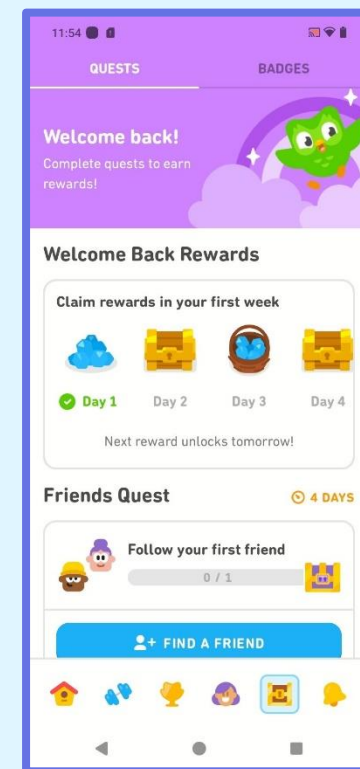 11:54
QUESTS BADGES
Welcome back!
Complete quests to earn
rewards!
Welcome Back Rewards
Claim rewards in your first week
Day 1 Day 2 Day 3 Day 4
Next reward unlocks tomorrow!
Friends Quest 4 DAYS
Follow your first friend
0 / 1
FIND A FRIEND